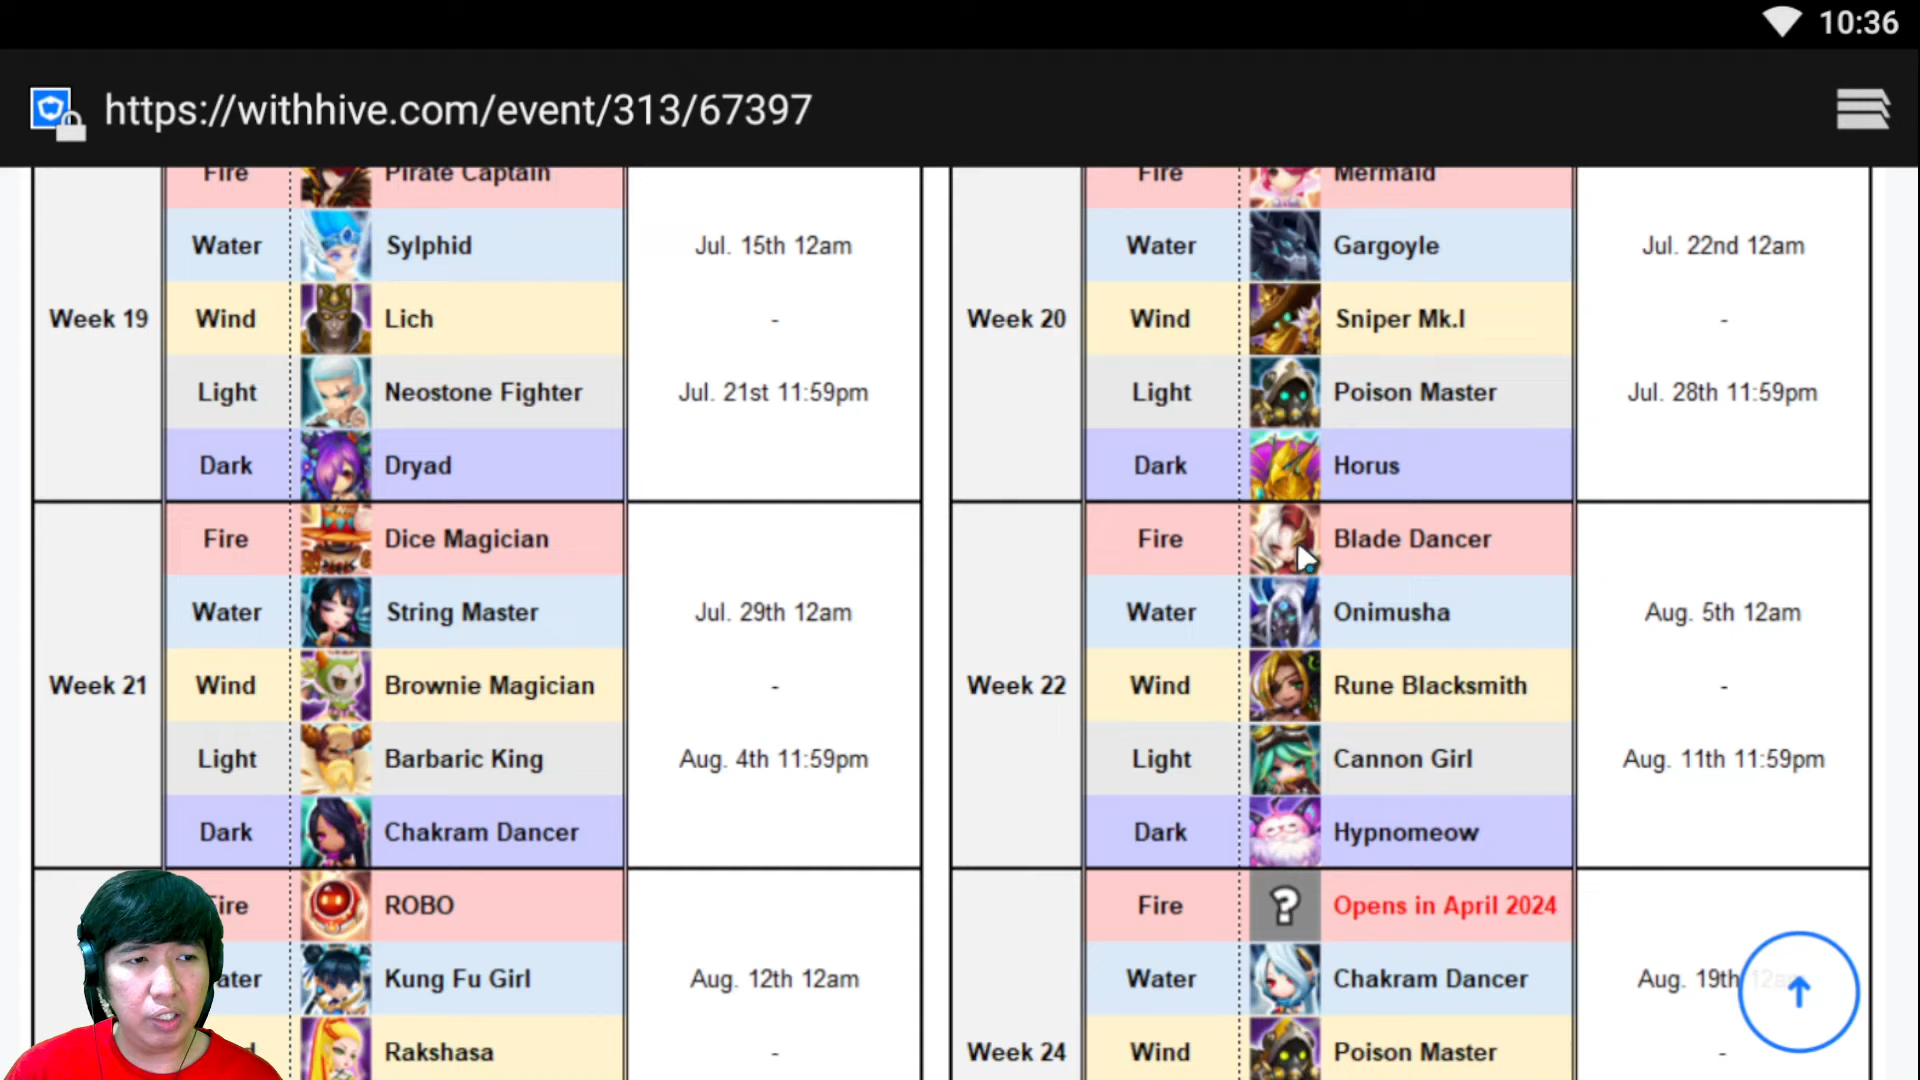 10:36
https://withhive.com/event/313/67397
Fire Pirate Captain
Water Sylphid Jul. 15th 12am
Week 19 Wind Lich -
Light Neostone Fighter Jul. 21st 11:59pm
Dark Dryad
Fire Mermaid
Water Gargoyle Jul. 22nd 12am
Week 20 Wind Sniper Mk.I -
Light Poison Master Jul. 28th 11:59pm
Dark Horus
Fire Dice Magician
Water String Master Jul. 29th 12am
Week 21 Wind Brownie Magician -
Light Barbaric King Aug. 4th 11:59pm
Dark Chakram Dancer
Fire Blade Dancer
Water Onimusha Aug. 5th 12am
Week 22 Wind Rune Blacksmith -
Light Cannon Girl Aug. 11th 11:59pm
Dark Hypnomeow
Fire ROBO
Water Kung Fu Girl Aug. 12th 12am
Rakshasa -
Fire ? Opens in April 2024
Water Chakram Dancer Aug. 19th 12am
Week 24 Wind Poison Master -